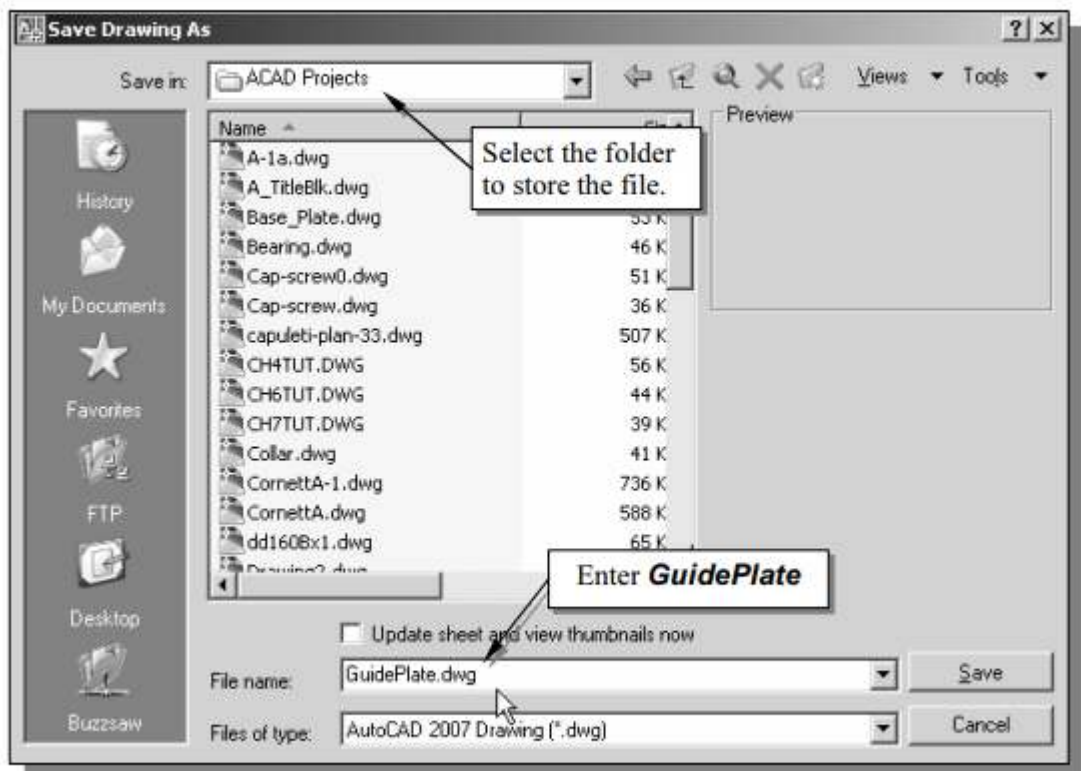 Save Drawing As
Save in: ACAD Projects Views Tools
Name Preview
Select the folder
to store the file.
A-1a.dwg
A_TitleBlk.dwg
Base_Plate.dwg 53 K
Bearing.dwg 46 K
Cap-screw0.dwg 51 K
Cap-screw.dwg 36 K
capuleti-plan-33.dwg 507 K
CH4TUT.DWG 56 K
CH6TUT.DWG 44 K
CH7TUT.DWG 39 K
Collar.dwg 41 K
CornettA-1.dwg 736 K
CornettA.dwg 588 K
dd160Bx1.dwg 65 K
Drawing2.dwg
History
My Documents
Favorites
FTP
Desktop
Buzzsaw
Enter GuidePlate
Update sheet and view thumbnails now
File name: GuidePlate.dwg Save
Files of type: AutoCAD 2007 Drawing (*.dwg) Cancel